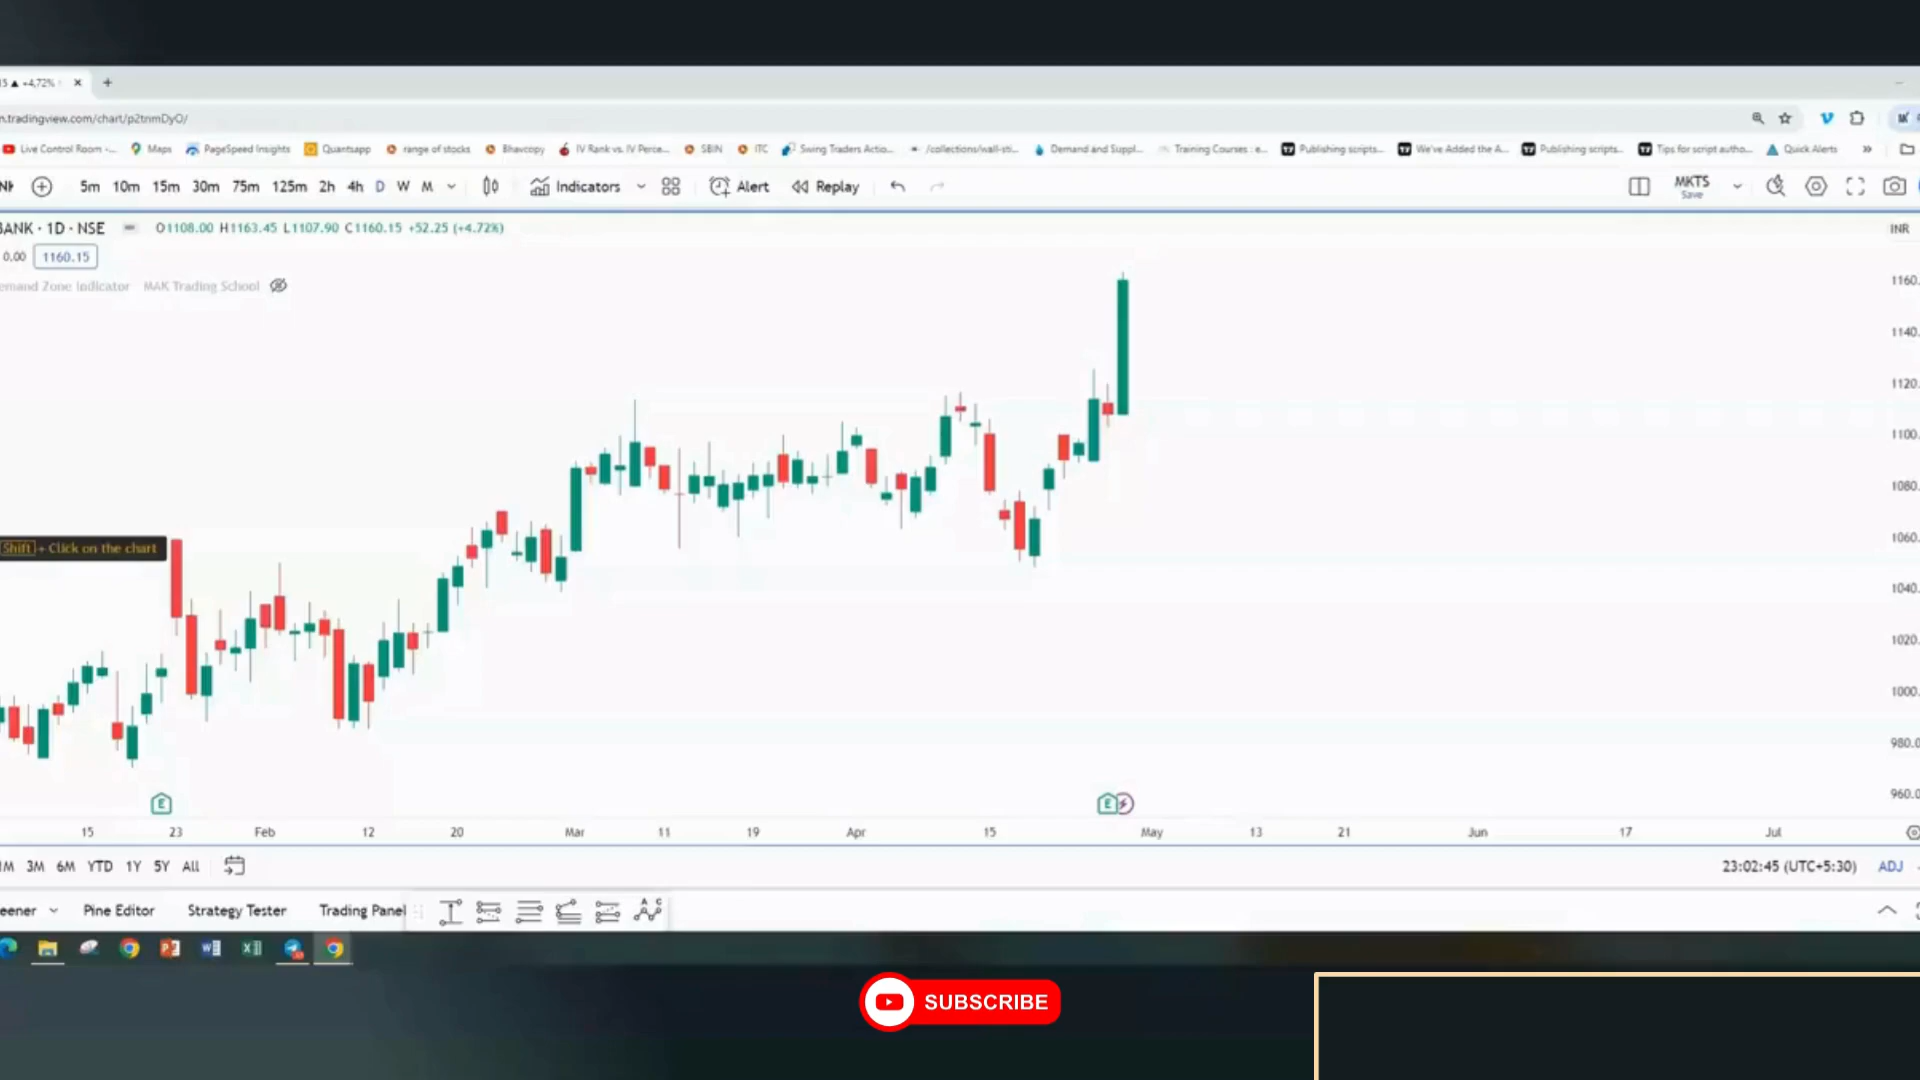 15 ▲ +4.72%
n.tradingview.com/chart/p2tnmDyO/
Live Control Room -... Maps PageSpeed Insights Quantsapp range of stocks Bhavcopy IV Rank vs. IV Perce... SBIN ITC Swing Traders Actio... /collections/wall-sti... Demand and Suppl... Training Courses : e... Publishing scripts... We've Added the A... Publishing scripts... Tips for script autho... Quick Alerts »
5m 10m 15m 30m 75m 125m 2h 4h D W M Indicators Alert Replay MKTS
Save
BANK · 1D · NSE O1108.00 H1163.45 L1107.90 C1160.15 +52.25 (+4.72%) INR
0.00 1160.15
emand Zone Indicator MAK Trading School
1160.
1140.
1120.
1100.
1080.
1060.
Shift + Click on the chart
1040.
1020.
1000.
980.0
960.0
E E
15 23 Feb 12 20 Mar 11 19 Apr 15 May 13 21 Jun 17 Jul
1M 3M 6M YTD 1Y 5Y All 23:02:45 (UTC+5:30) ADJ
eener Pine Editor Strategy Tester Trading Panel
SUBSCRIBE